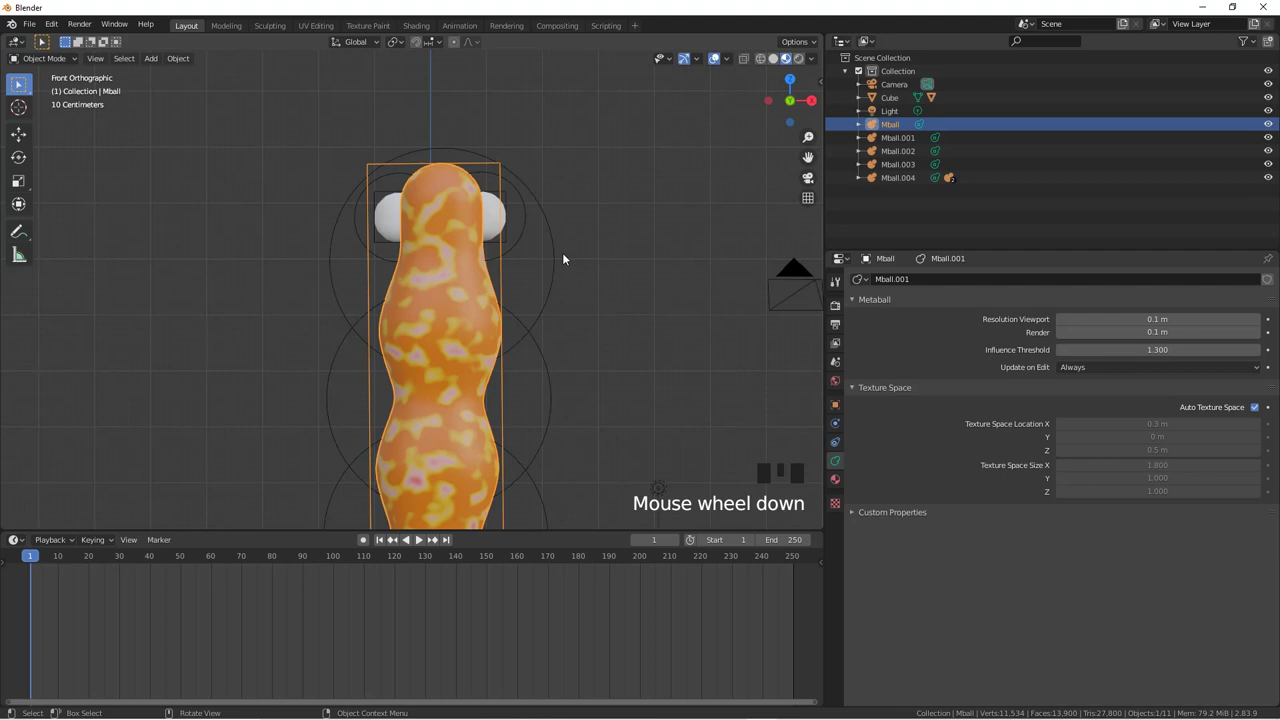 Blender
File Edit Render Window Help Layout Modeling Sculpting UV Editing Texture Paint Shading Animation Rendering Compositing Scripting + Scene View Layer
Global Options
Object Mode View Select Add Object
Front Orthographic
(1) Collection | Mball
10 Centimeters
Z
Y
X
Mouse wheel down
Scene Collection
Collection
Camera
Cube
Light
Mball
Mball.001
Mball.002
Mball.003
Mball.004 2
Mball Mball.001
Mball.001
Metaball
Resolution Viewport 0.1 m
Render 0.1 m
Influence Threshold 1.300
Update on Edit Always
Texture Space
Auto Texture Space
Texture Space Location X 0.3 m
Y 0 m
Z 0.5 m
Texture Space Size X 1.800
Y 1.000
Z 1.000
Custom Properties
Playback Keying View Marker 1 Start 1 End 250
1 10 20 30 40 50 60 70 80 90 100 110 120 130 140 150 160 170 180 190 200 210 220 230 240 250
Select Box Select Rotate View Object Context Menu Collection | Mball | Verts:11,534 | Faces:13,900 | Tris:27,800 | Objects:1/11 | Mem: 79.2 MiB | 2.83.9